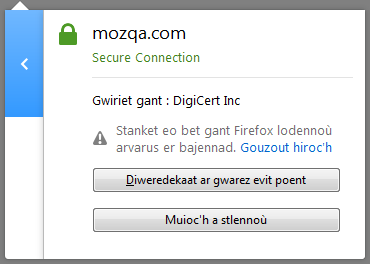 mozqa.com
Secure Connection
Gwiriet gant : DigiCert Inc
Stanket eo bet gant Firefox lodennoù
arvarus er bajennad. Gouzout hiroc'h
Diweredekaat ar gwarez evit poent
Muioc'h a stlennoù